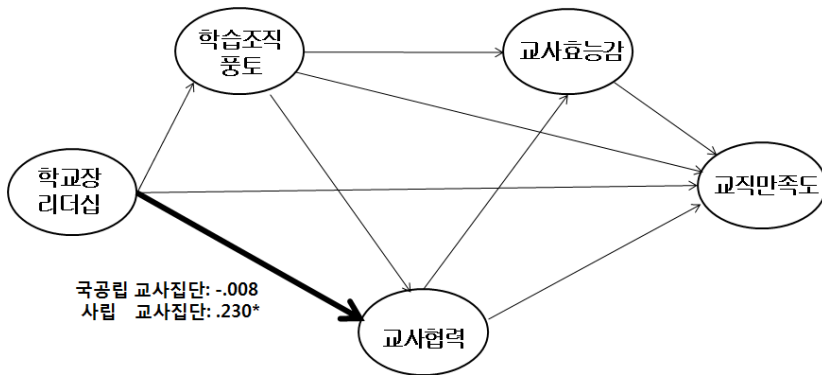 학습조직
풍토
교사효능감
학교장
리더십
교직만족도
국공립 교사집단: -.008
사립 교사집단: .230*
교사협력